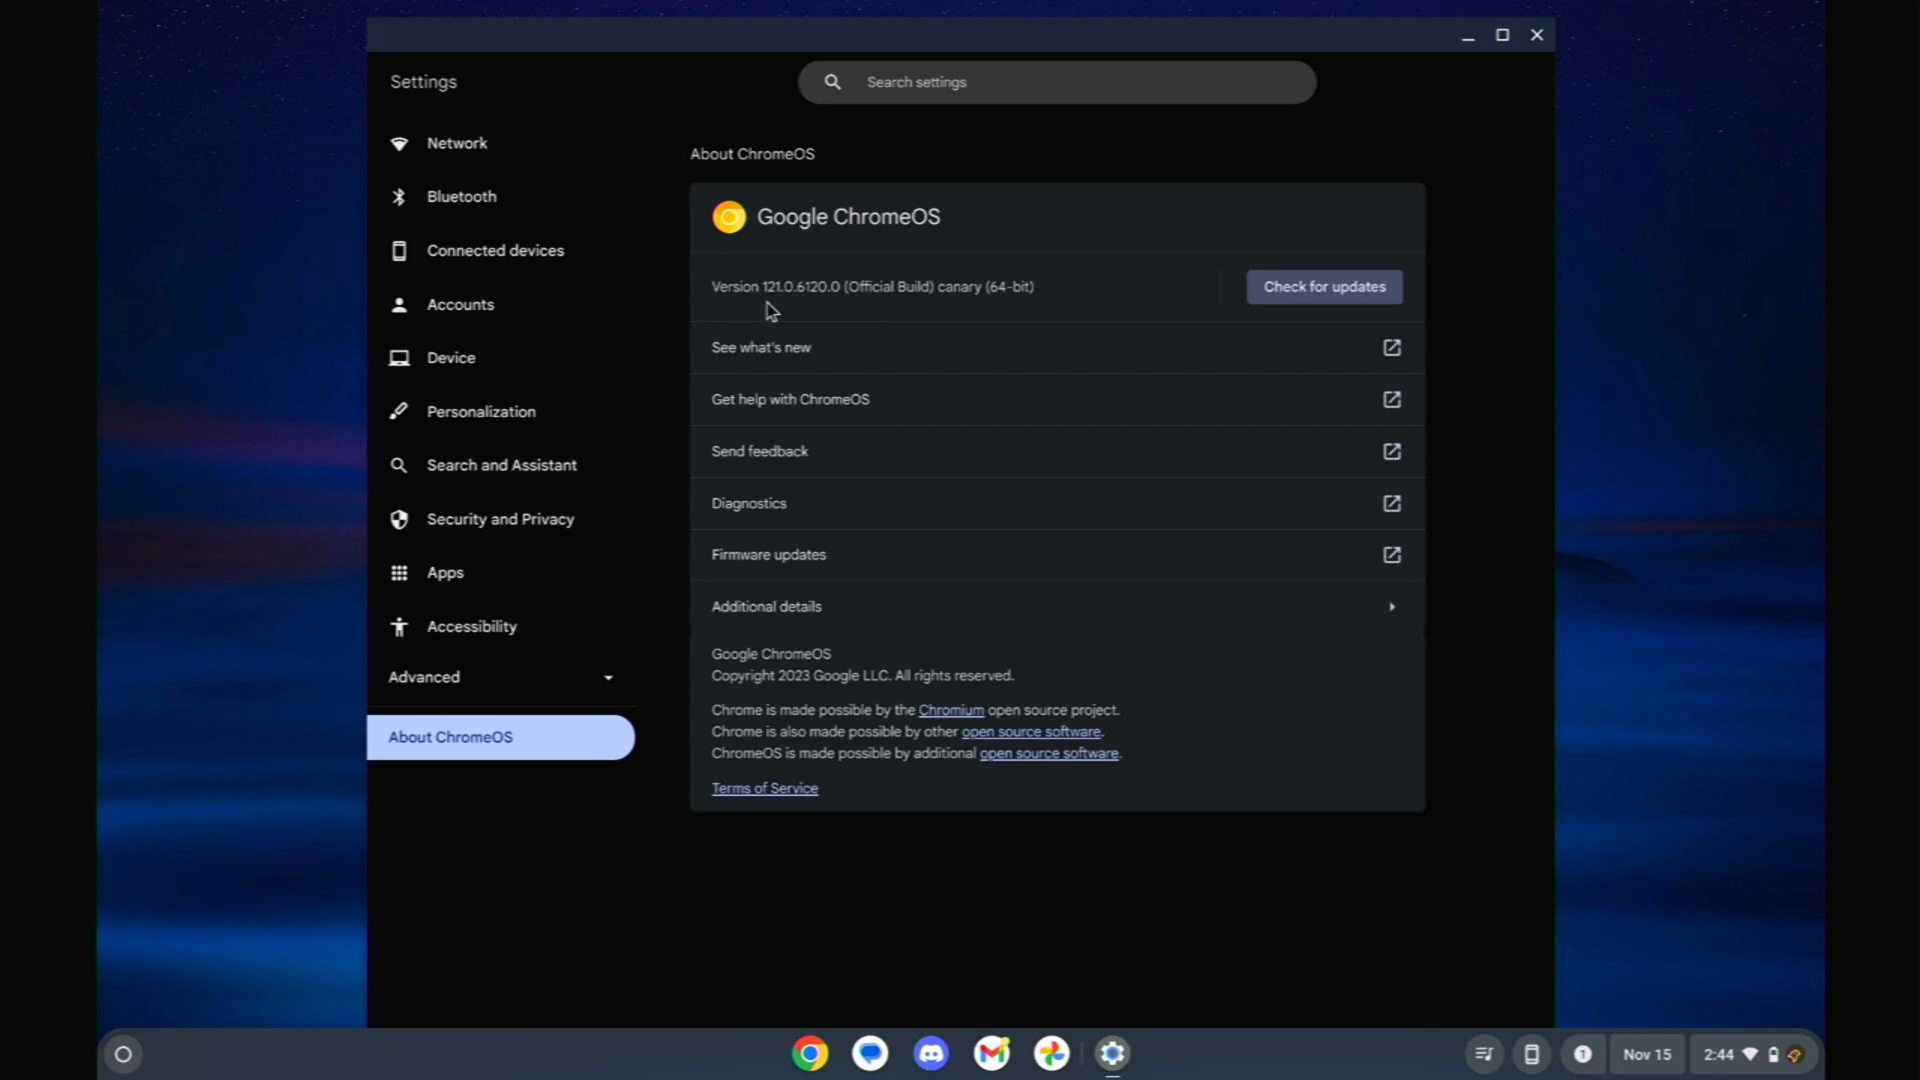 Settings
Search settings
Network
Bluetooth
Connected devices
Accounts
Device
Personalization
Search and Assistant
Security and Privacy
Apps
Accessibility
Advanced
About ChromeOS
About ChromeOS
Google ChromeOS
Version 121.0.6120.0 (Official Build) canary (64-bit)
Check for updates
See what's new
Get help with ChromeOS
Send feedback
Diagnostics
Firmware updates
Additional details
Google ChromeOS
Copyright 2023 Google LLC. All rights reserved.
Chrome is made possible by the Chromium open source project.
Chrome is also made possible by other open source software.
ChromeOS is made possible by additional open source software.
Terms of Service
1
Nov 15
2:44